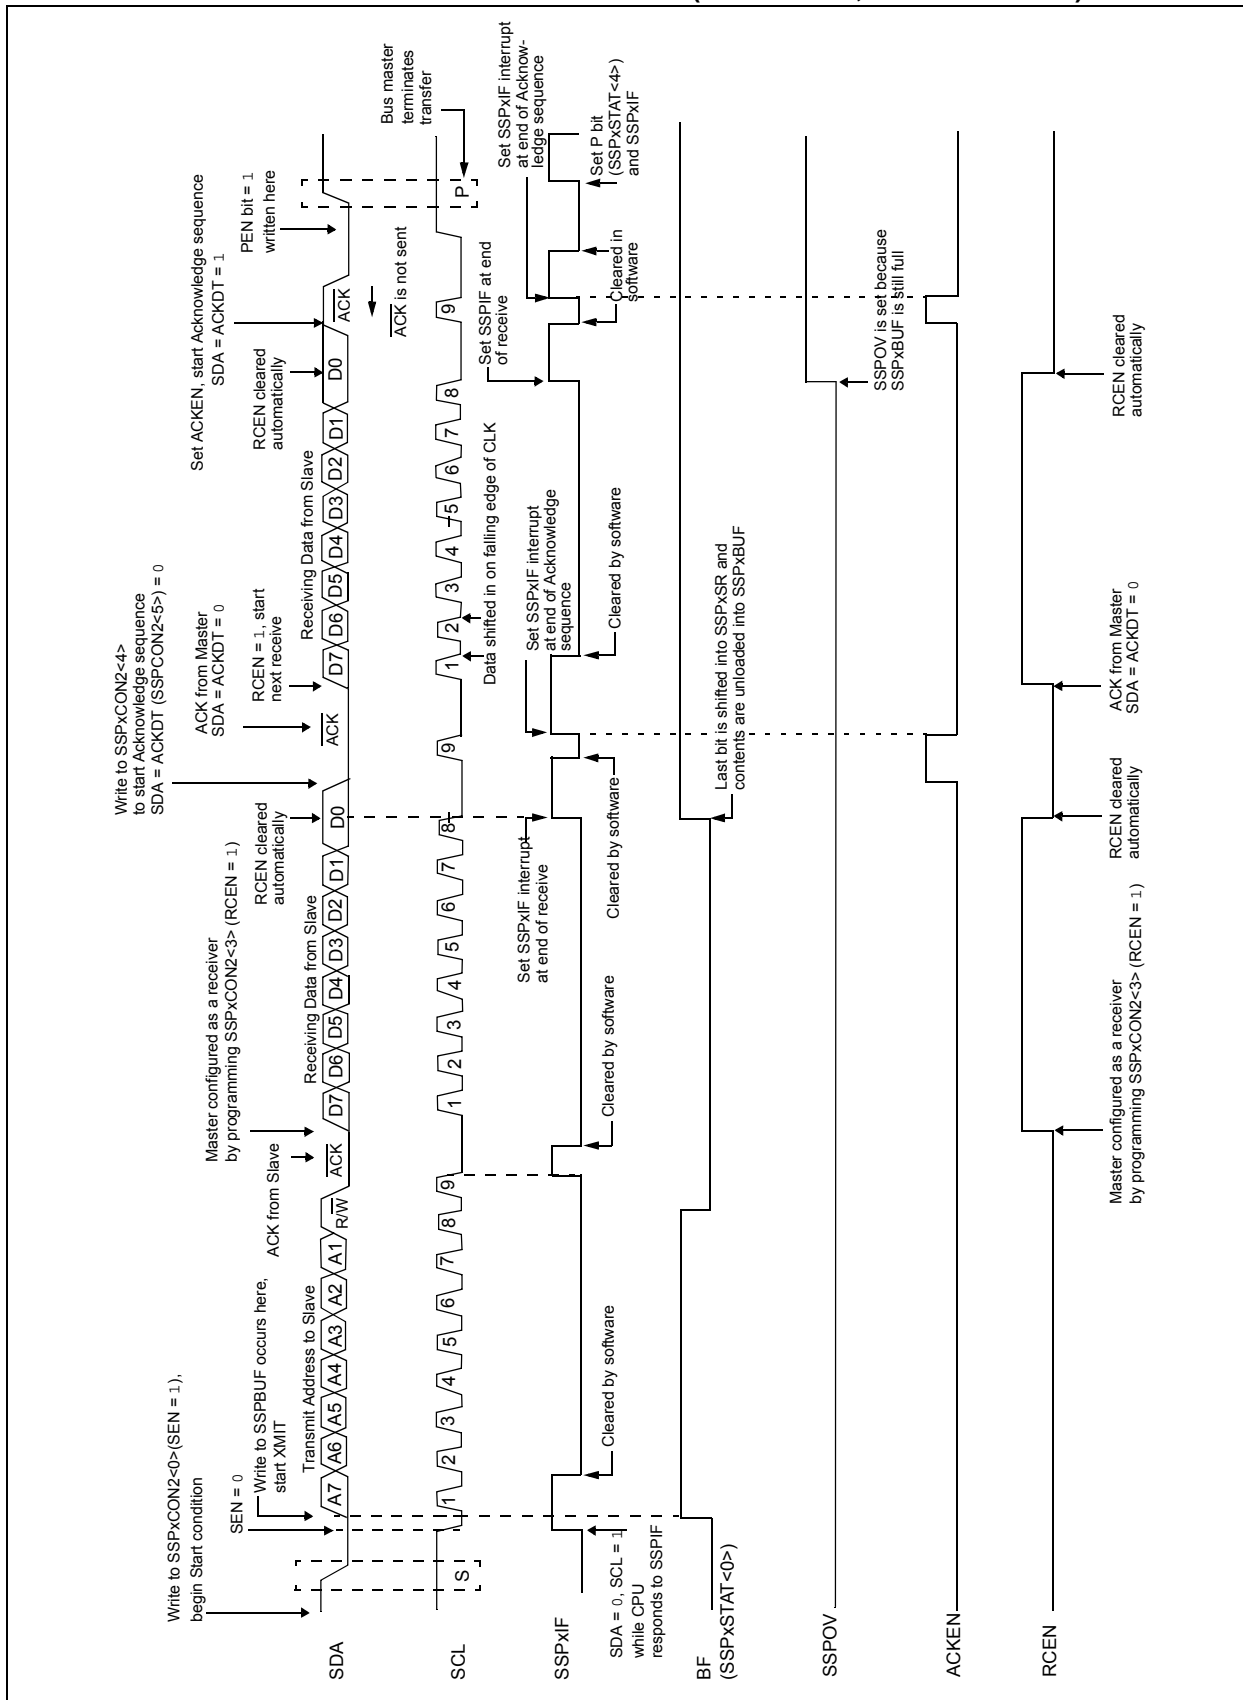 Write to SSPxCON2<0>(SEN = 1),
begin Start condition
SEN = 0
Write to SSPBUF occurs here,
start XMIT
ACK from Slave
Master configured as a receiver
by programming SSPxCON2<3> (RCEN = 1)
RCEN cleared
automatically
Write to SSPxCON2<4>
to start Acknowledge sequence
SDA = ACKDT (SSPCON2<5>) = 0
ACK from Master
SDA = ACKDT = 0
RCEN = 1, start
next receive
RCEN cleared
automatically
Set ACKEN, start Acknowledge sequence
SDA = ACKDT = 1
PEN bit = 1
written here
Transmit Address to Slave
Receiving Data from Slave
Receiving Data from Slave
SDA
A7 A6 A5 A4 A3 A2 A1 R/W ACK D7 D6 D5 D4 D3 D2 D1 D0 ACK D7 D6 D5 D4 D3 D2 D1 D0 ACK
ACK is not sent
Bus master
terminates
transfer
SCL
S 1 2 3 4 5 6 7 8 9 1 2 3 4 5 6 7 8 9 1 2 3 4 5 6 7 8 9 P
Data shifted in on falling edge of CLK
Set SSPxIF interrupt
at end of receive
Set SSPxIF interrupt
at end of Acknowledge
sequence
Set SSPIF at end
of receive
Set SSPxIF interrupt
at end of Acknow-
ledge sequence
SSPxIF
SDA = 0, SCL = 1
while CPU
responds to SSPIF
Cleared by software
Cleared by software
Cleared by software
Cleared by software
Cleared in
software
Set P bit
(SSPxSTAT<4>)
and SSPxIF
BF
(SSPxSTAT<0>)
Last bit is shifted into SSPxSR and
contents are unloaded into SSPxBUF
SSPOV
SSPOV is set because
SSPxBUF is still full
ACKEN
RCEN
Master configured as a receiver
by programming SSPxCON2<3> (RCEN = 1)
RCEN cleared
automatically
ACK from Master
SDA = ACKDT = 0
RCEN cleared
automatically